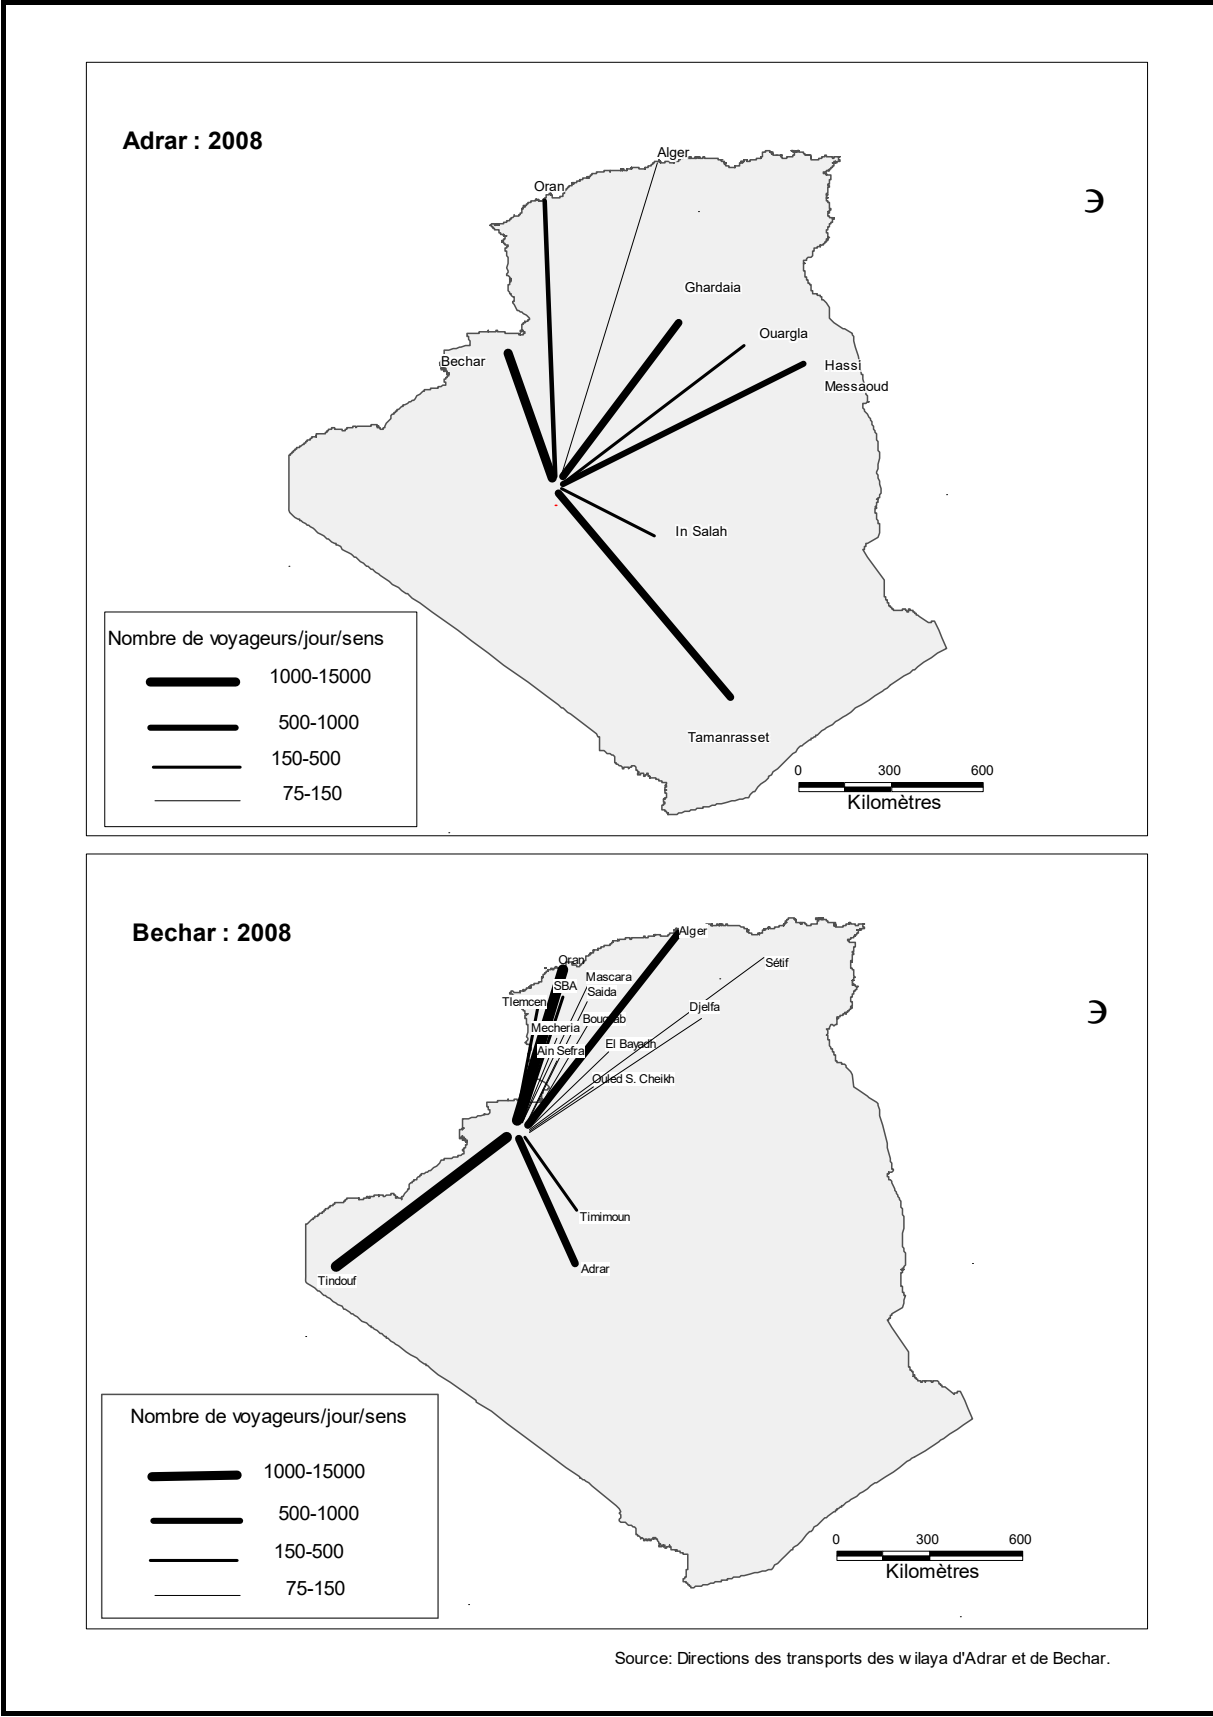 Adrar : 2008
Alger
Oran
Э
Ghardaia
Ouargla
Bechar
Hassi
Messaoud
In Salah
Nombre de voyageurs/jour/sens
1000-15000
500-1000
150-500
75-150
Tamanrasset
0 300 600
Kilomètres
Bechar : 2008
Alger
Oran
Sétif
Mascara
SBA
Saida
Tlemcen
Djelfa
Э
Bougtob
Mecheria
El Bayadh
Ain Sefra
Ouled S. Cheikh
Timimoun
Adrar
Tindouf
Nombre de voyageurs/jour/sens
1000-15000
500-1000
150-500
75-150
0 300 600
Kilomètres
Source: Directions des transports des wilaya d'Adrar et de Bechar.